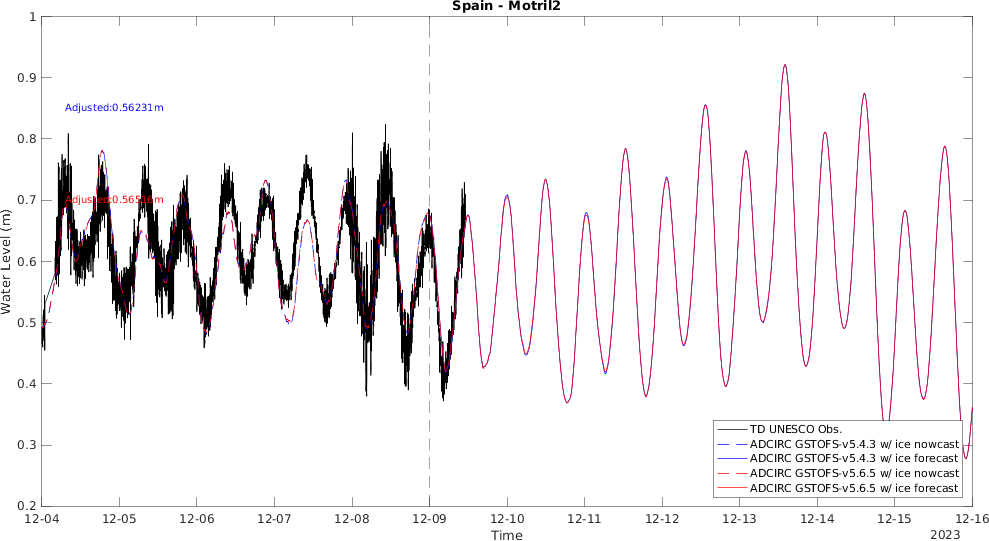 Spain - Motril2
Water Level (m)
1
0.9
0.8
0.7
0.6
0.5
0.4
0.3
0.2
Adjusted:0.56231m
Adjusted:0.56516m
TD UNESCO Obs.
ADCIRC GSTOFS-v5.4.3 w/ ice nowcast
ADCIRC GSTOFS-v5.4.3 w/ ice forecast
ADCIRC GSTOFS-v5.6.5 w/ ice nowcast
ADCIRC GSTOFS-v5.6.5 w/ ice forecast
12-04 12-05 12-06 12-07 12-08 12-09 12-10 12-11 12-12 12-13 12-14 12-15 12-16
Time
2023